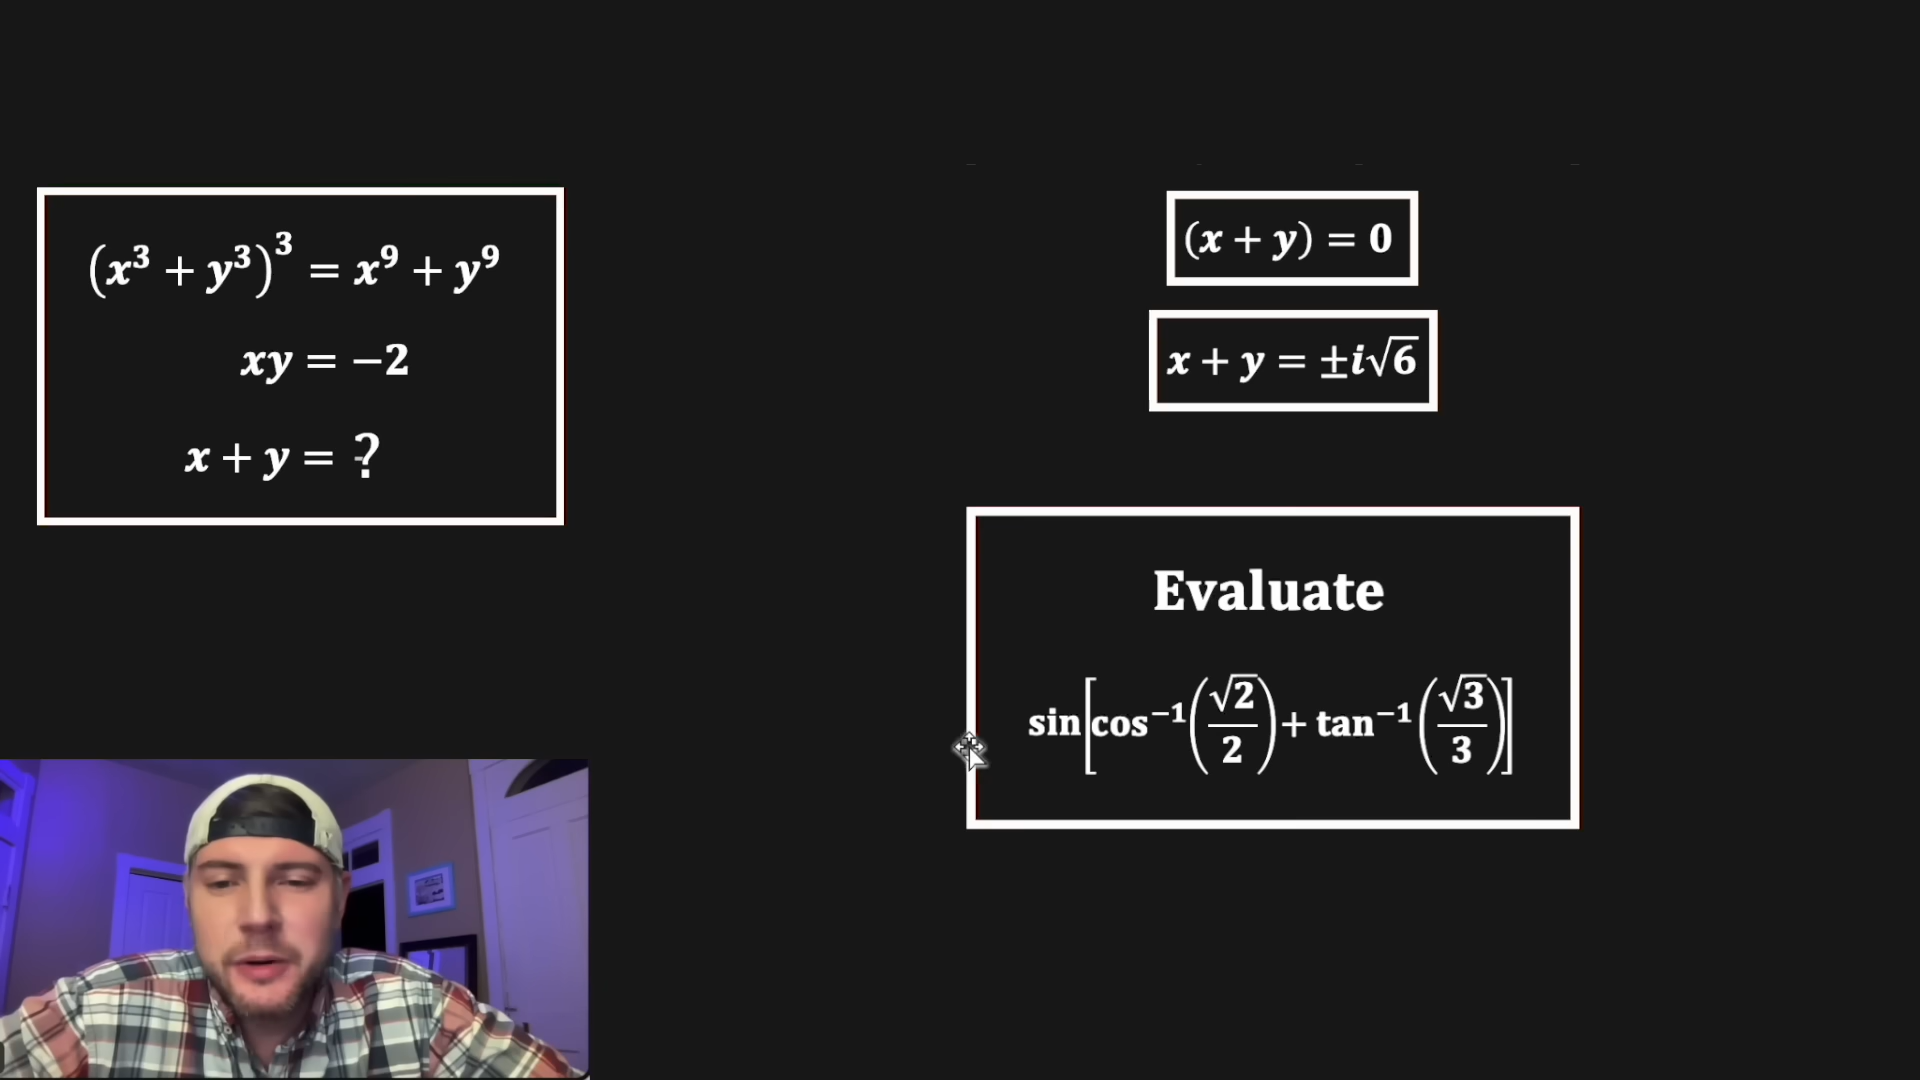 (x³ + y³)³ = x⁹ + y⁹
xy = −2
x + y = ?
(x + y) = 0
x + y = ±i√6
Evaluate
sin[cos⁻¹(√2/2) + tan⁻¹(√3/3)]